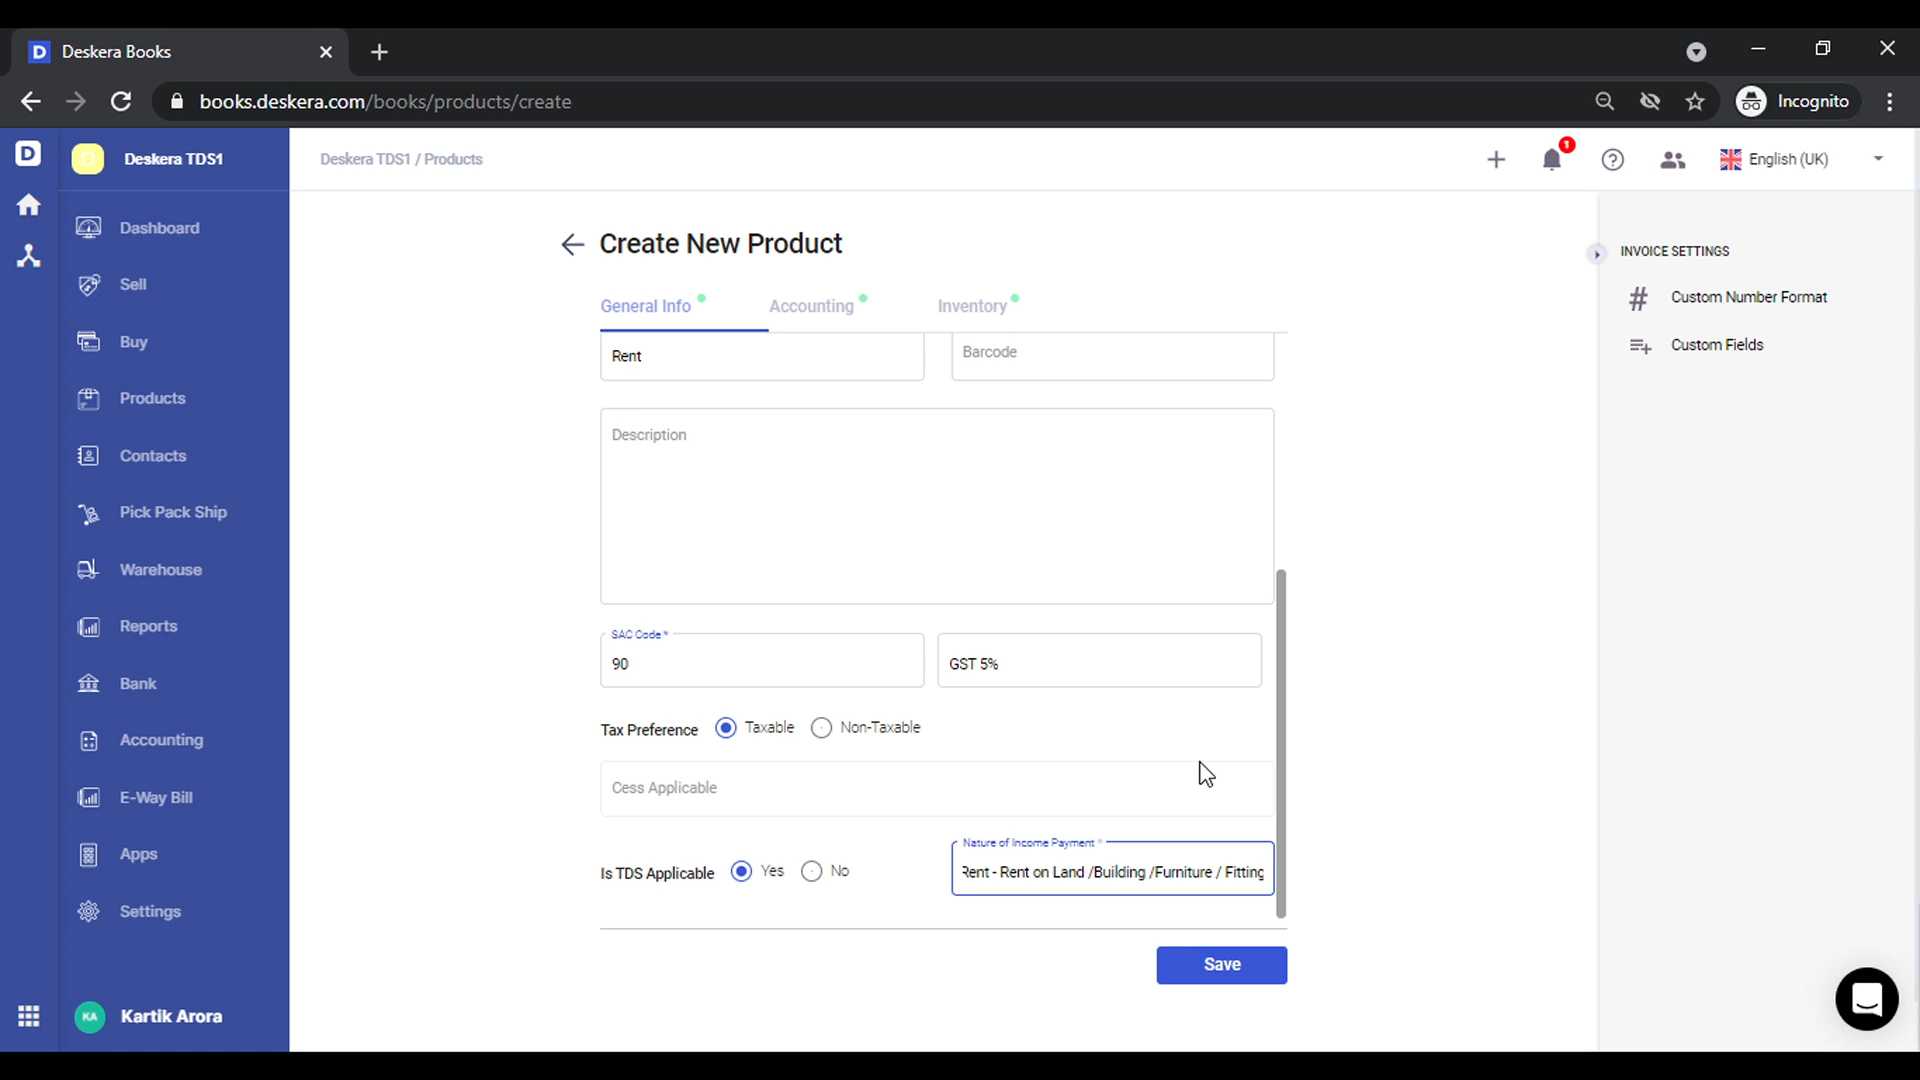 Deskera Books
books.deskera.com/books/products/create
Incognito
D
D
Deskera TDS1
Deskera TDS1 / Products
1
English (UK)
Dashboard
Sell
Buy
Products
Contacts
Pick Pack Ship
Warehouse
Reports
Bank
Accounting
E-Way Bill
Apps
Settings
KA
Kartik Arora
Create New Product
General Info
Accounting
Inventory
Rent
Barcode
Description
SAC Code*
90
GST 5%
Tax Preference
Taxable
Non-Taxable
Cess Applicable
Is TDS Applicable
Yes
No
Nature of Income Payment *
Rent - Rent on Land /Building /Furniture / Fitting
Save
INVOICE SETTINGS
# Custom Number Format
Custom Fields